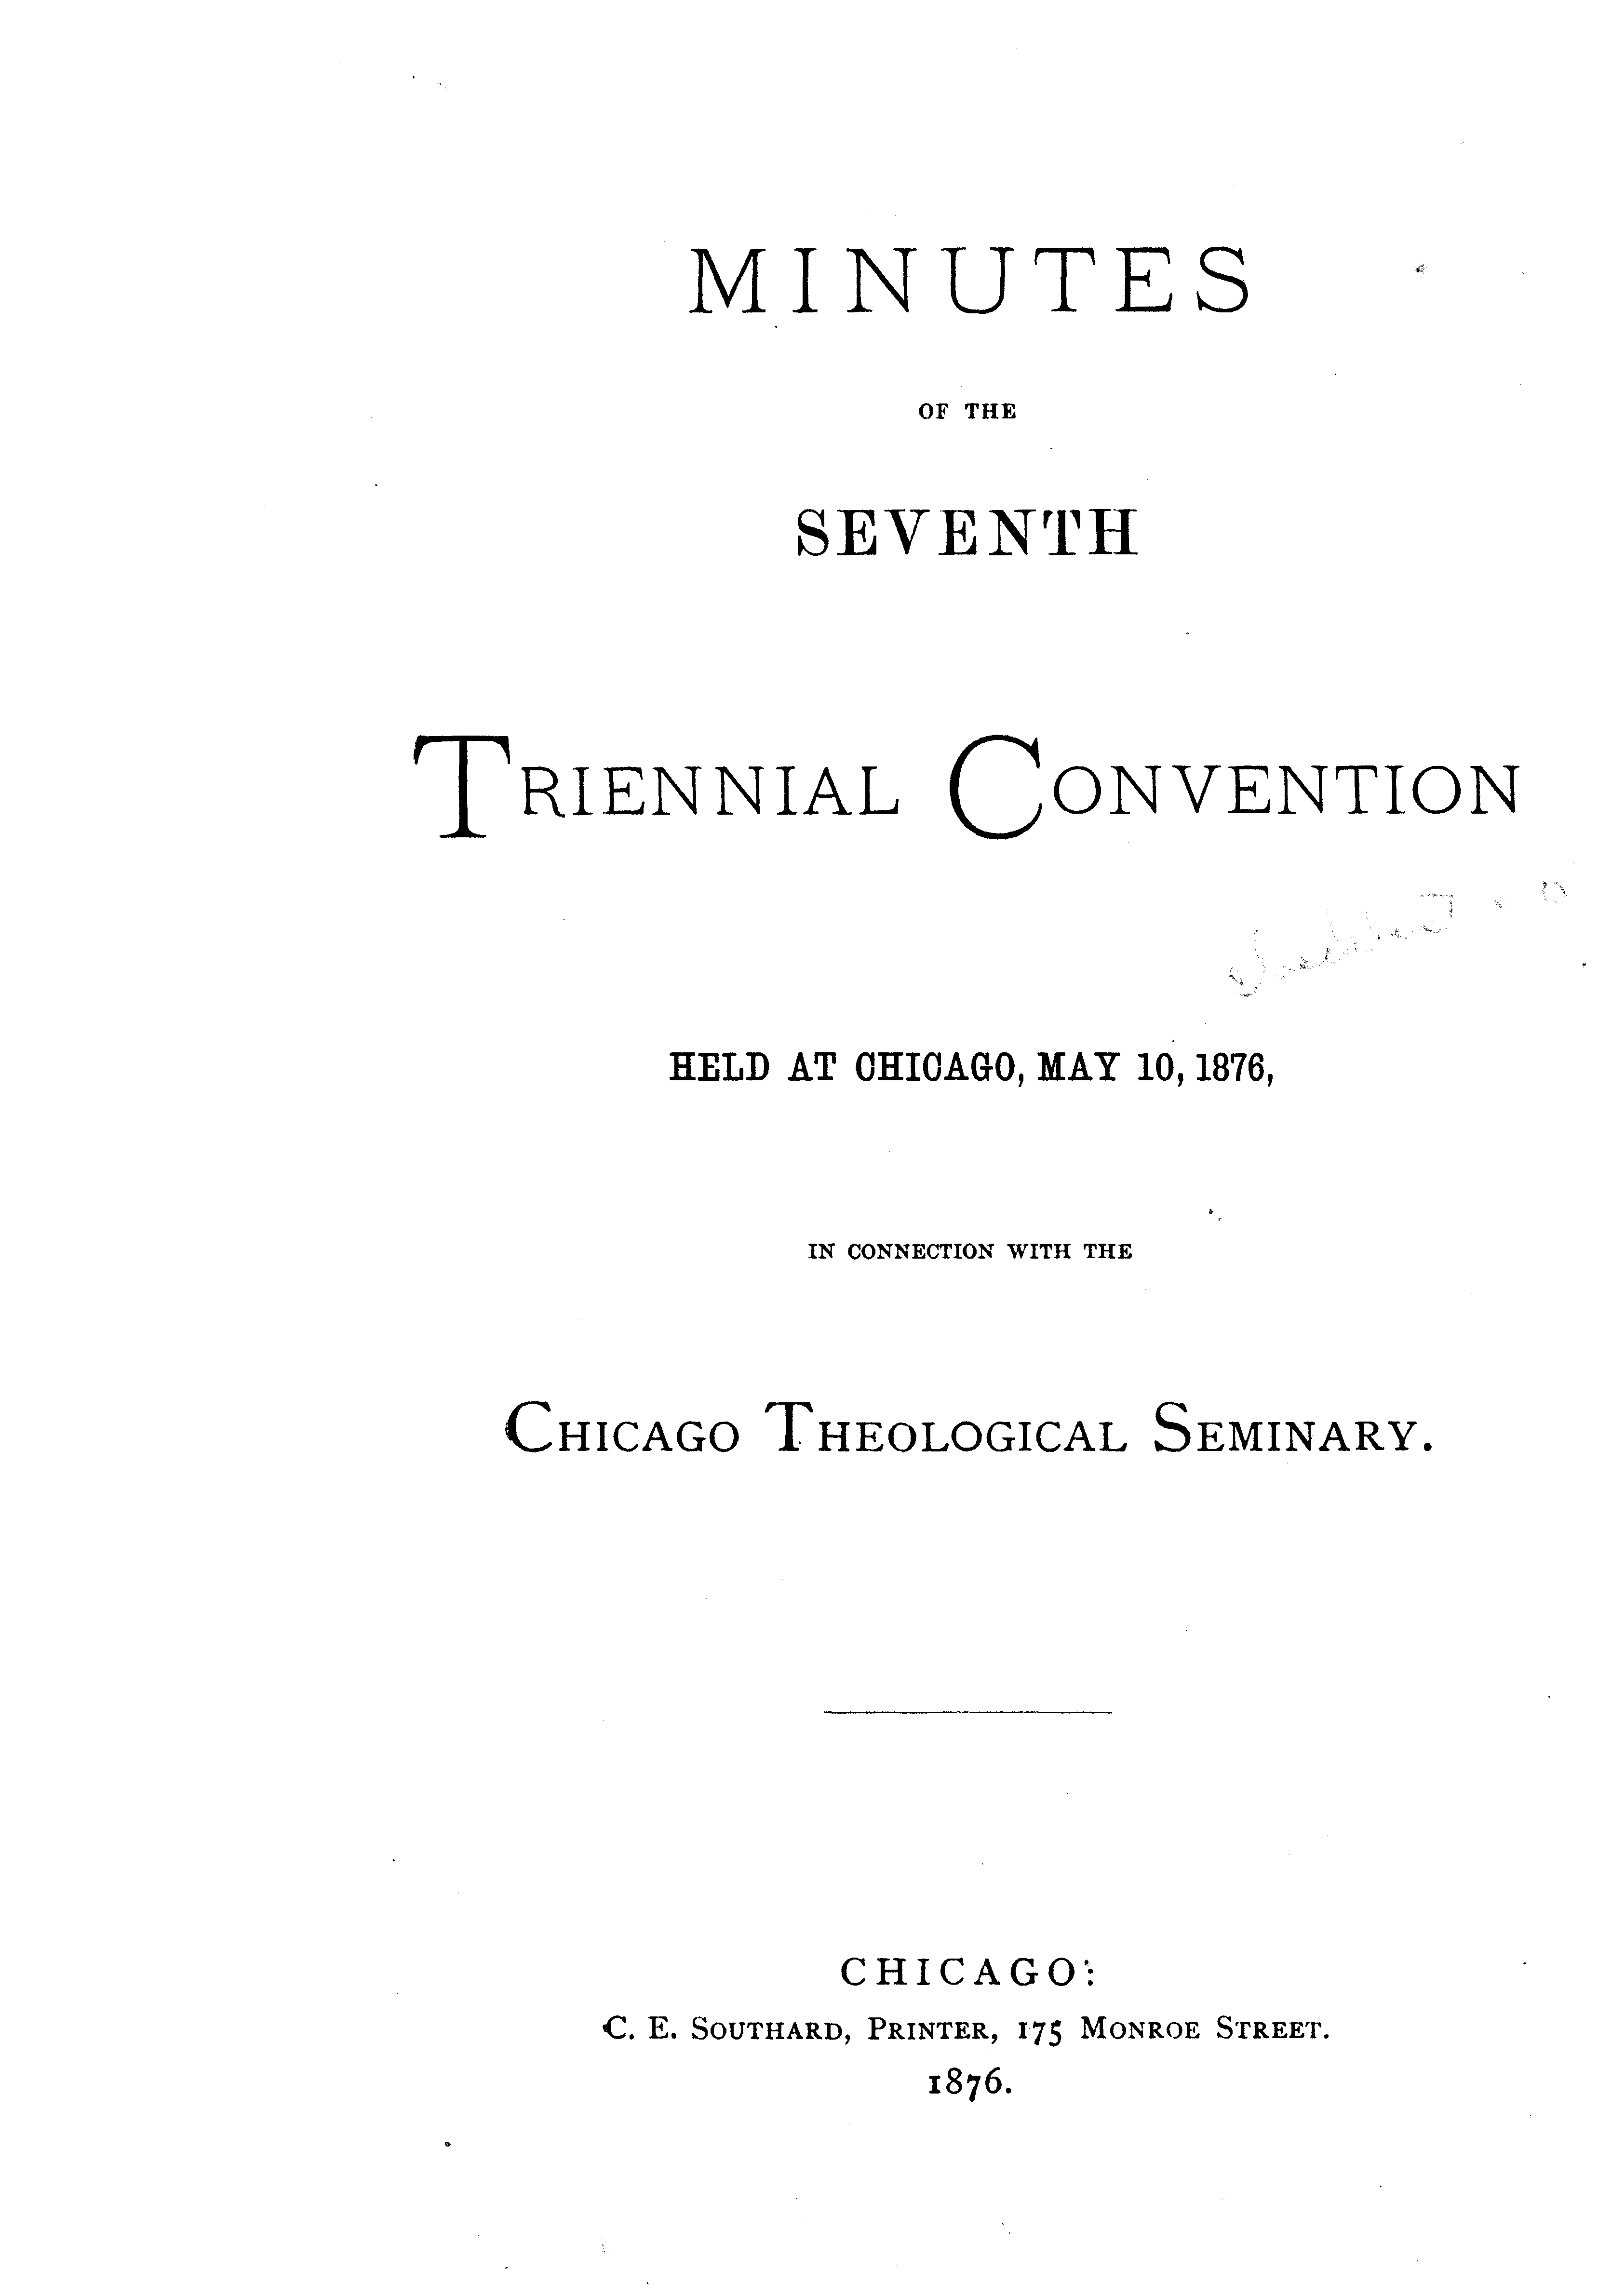 MINUTES
OF THE
SEVENTH
TRIENNIAL CONVENTION
HELD AT CHICAGO, MAY 10, 1876,
IN CONNECTION WITH THE
CHICAGO THEOLOGICAL SEMINARY.
CHICAGO:
C. E. SOUTHARD, PRINTER, 175 MONROE STREET.
1876.